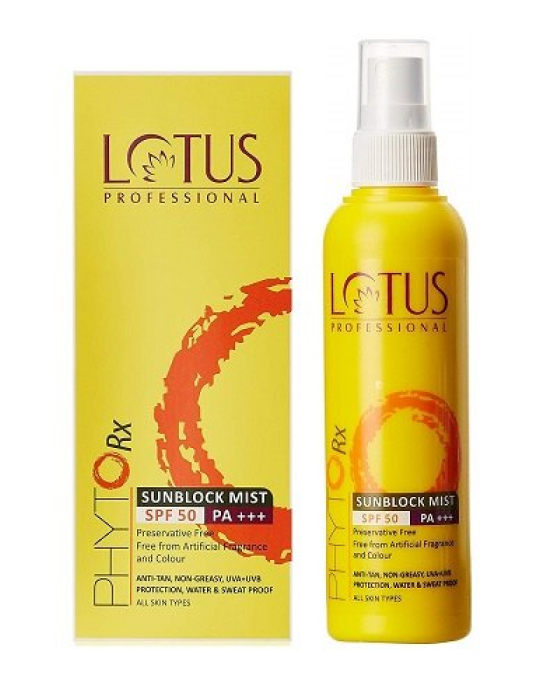 LOTUS
PROFESSIONAL
PHYTORx
SUNBLOCK MIST
SPF 50 PA +++
Preservative Free
Free from Artificial Fragrance
and Colour
ANTI-TAN, NON-GREASY, UVA+UVB
PROTECTION, WATER & SWEAT PROOF
ALL SKIN TYPES
LOTUS
PROFESSIONAL
PHYTORx
SUNBLOCK MIST
SPF 50 PA +++
Preservative Free
Free from Artificial Fragrance
and Colour
ANTI-TAN, NON-GREASY, UVA+UVB
PROTECTION, WATER & SWEAT PROOF
ALL SKIN TYPES